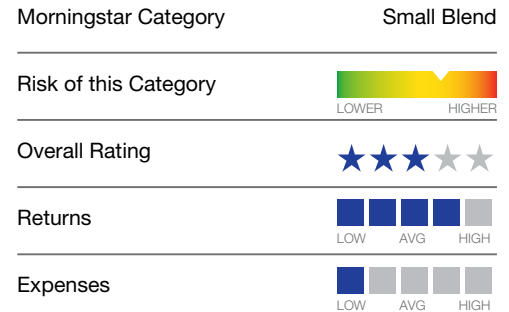 Morningstar Category Small Blend
Risk of this Category
LOWER HIGHER
Overall Rating
Returns
LOW AVG HIGH
Expenses
LOW AVG HIGH